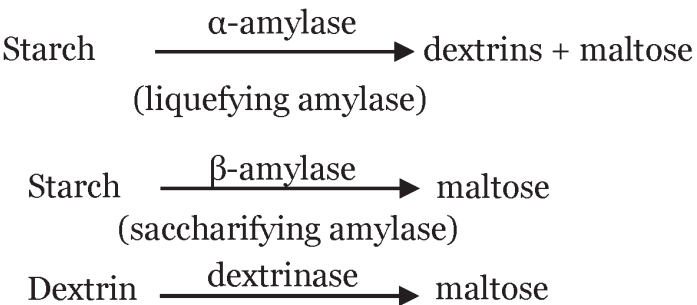 α-amylase
Starch dextrins + maltose
(liquefying amylase)
β-amylase
Starch maltose
(saccharifying amylase)
dextrinase
Dextrin maltose